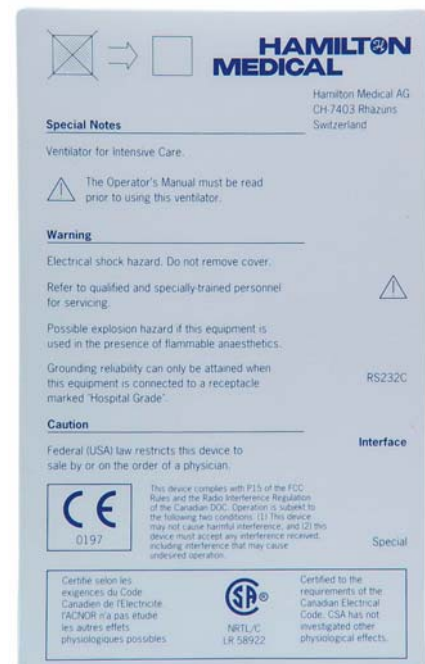 HAMILTON
MEDICAL
Hamilton Medical AG
CH-7403 Rhäzüns
Switzerland
Special Notes
Ventilator for Intensive Care.
The Operator's Manual must be read
prior to using this ventilator.
Warning
Electrical shock hazard. Do not remove cover.
Refer to qualified and specially-trained personnel
for servicing.
Possible explosion hazard if this equipment is
used in the presence of flammable anaesthetics.
Grounding reliability can only be attained when
this equipment is connected to a receptacle
marked 'Hospital Grade'.
RS232C
Caution
Federal (USA) law restricts this device to
sale by or on the order of a physician.
Interface
CE
0197
This device complies with P15 of the FCC
Rules and the Radio Interference Regulation
of the Canadian DOC. Operation is subjekt to
the following two conditions: (1) This device
may not cause harmful interference, and (2) this
device must accept any interference received,
including interference that may cause
undesired operation.
Special
Certifié selon les
exigences du Code
Canadien de l'Electricité
l'ACNOR n'a pas étudié
les autres effets
physiologiques possibles.
SA®
NRTL/C
LR 58922
Certified to the
requirements of the
Canadian Electrical
Code. CSA has not
investigated other
physiological effects.